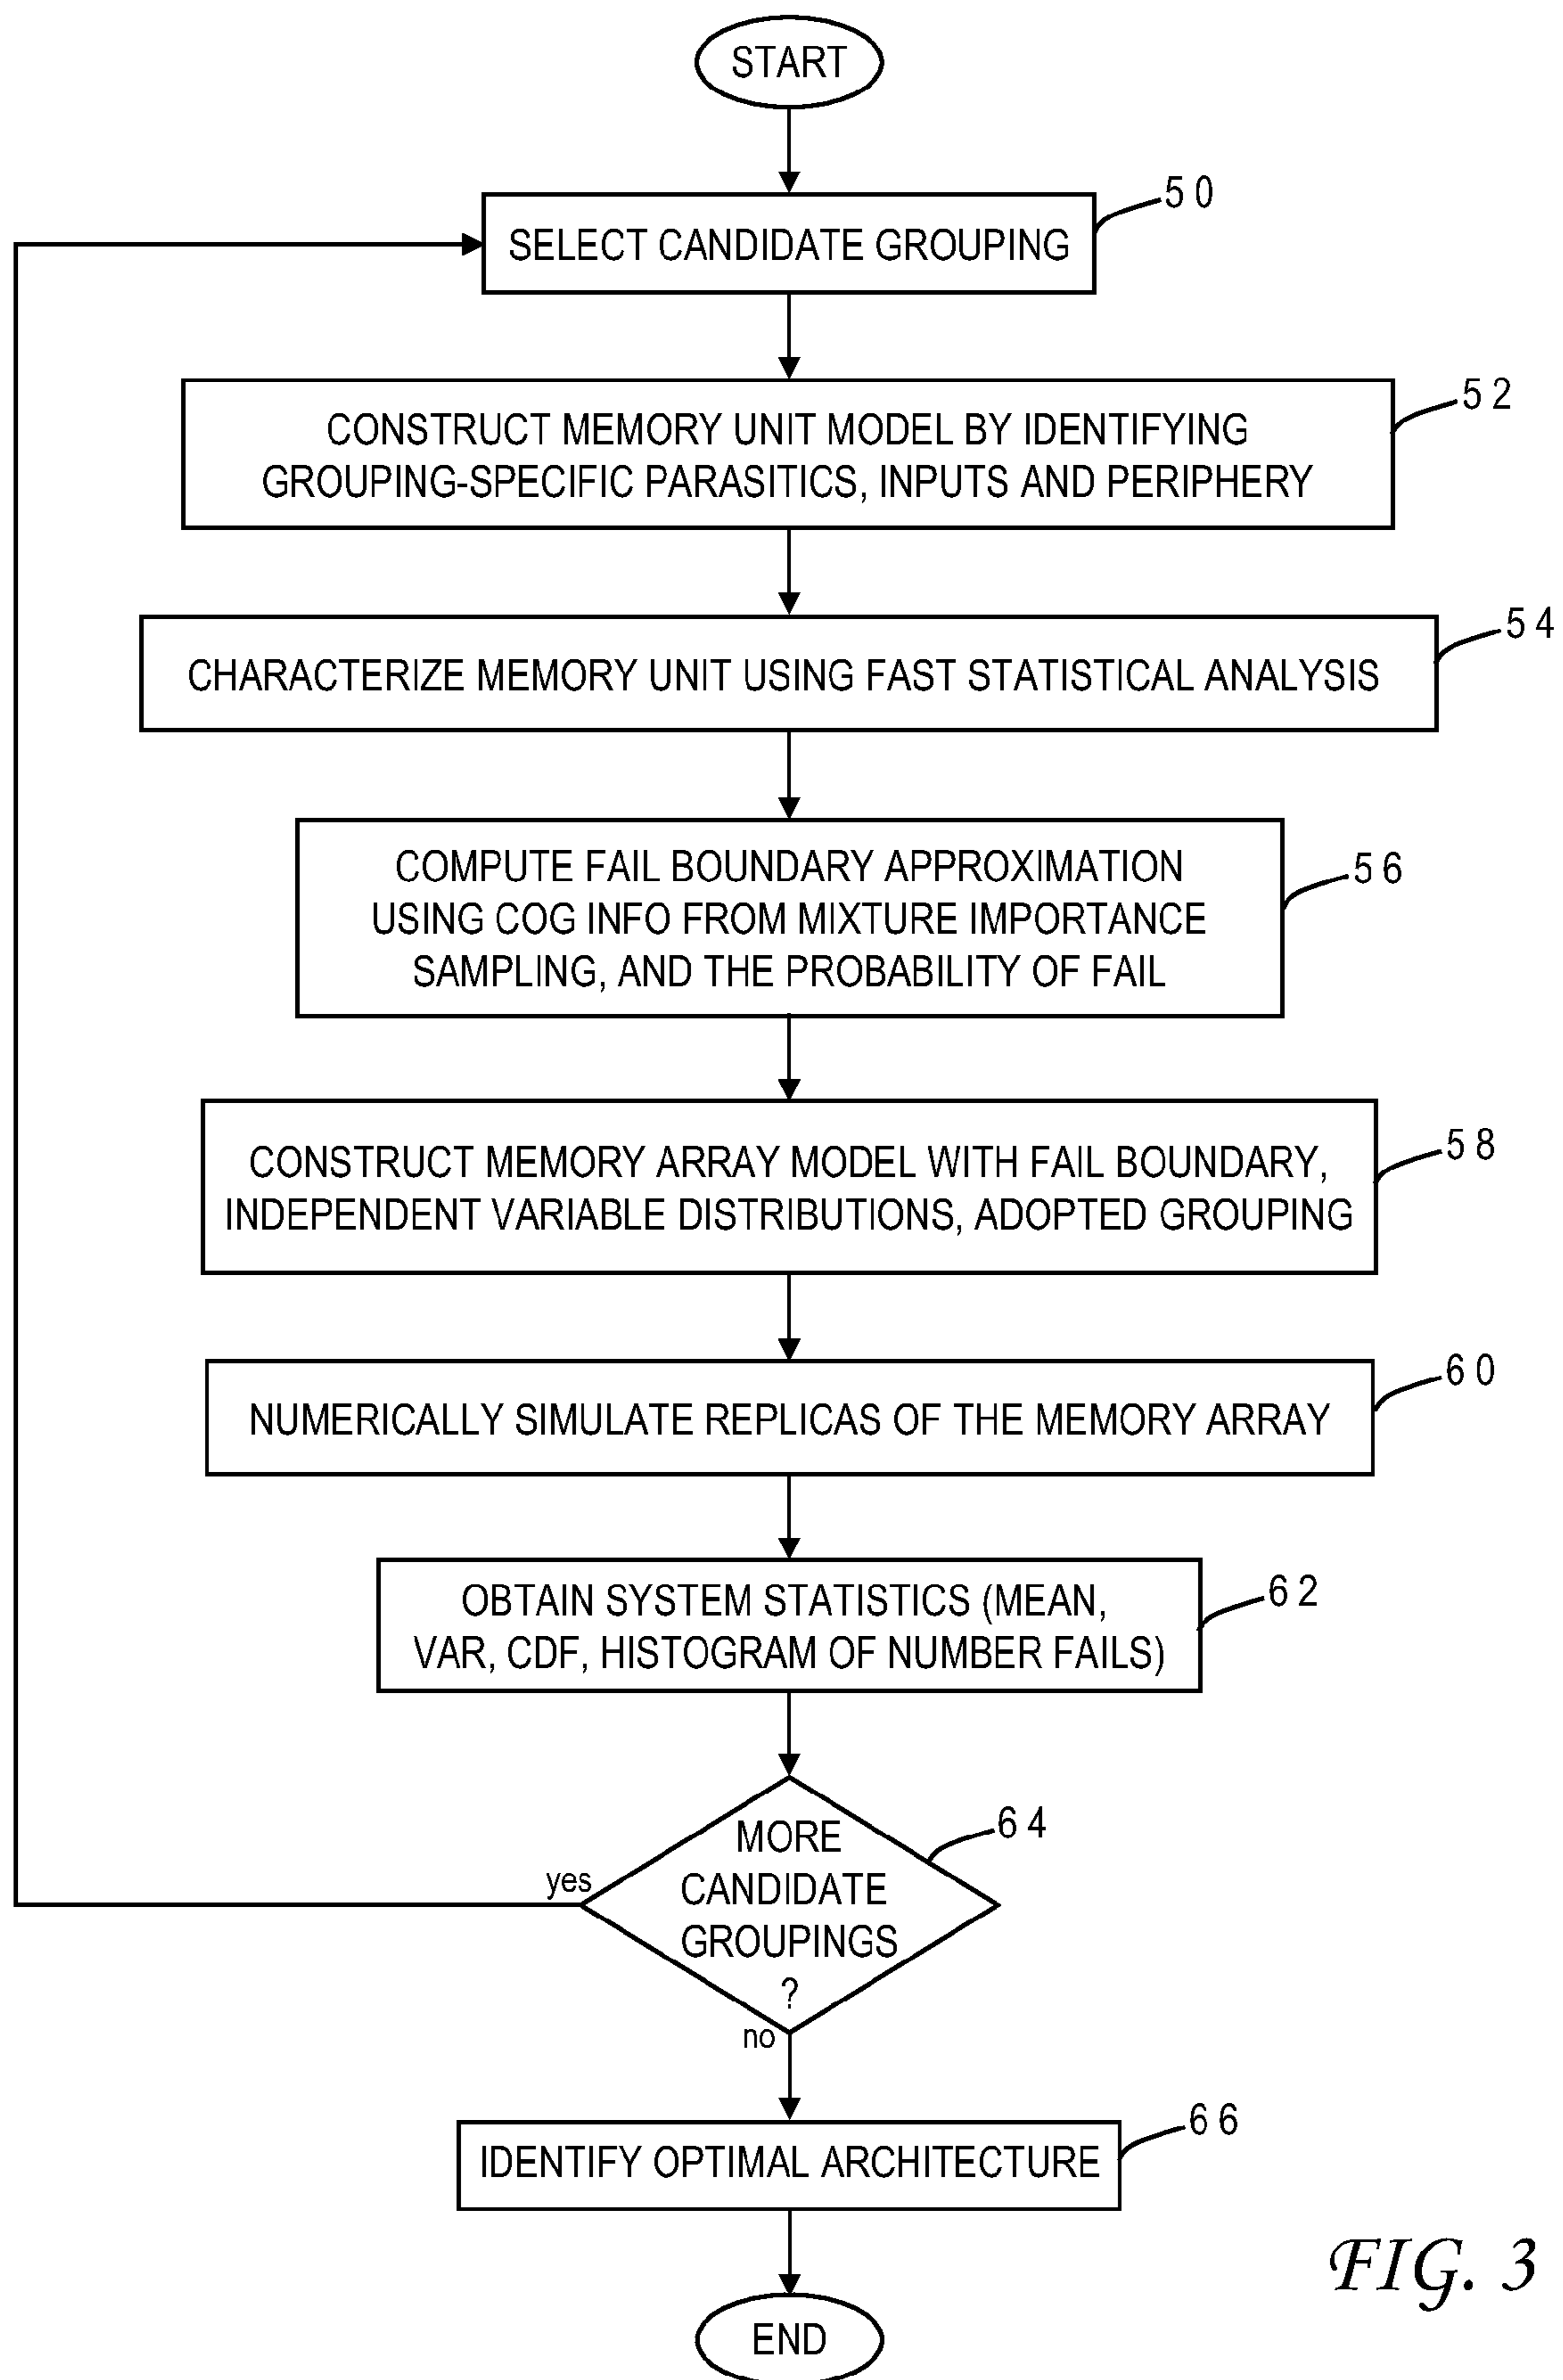 START
50
SELECT CANDIDATE GROUPING
52
CONSTRUCT MEMORY UNIT MODEL BY IDENTIFYING
GROUPING-SPECIFIC PARASITICS, INPUTS AND PERIPHERY
54
CHARACTERIZE MEMORY UNIT USING FAST STATISTICAL ANALYSIS
56
COMPUTE FAIL BOUNDARY APPROXIMATION
USING COG INFO FROM MIXTURE IMPORTANCE
SAMPLING, AND THE PROBABILITY OF FAIL
58
CONSTRUCT MEMORY ARRAY MODEL WITH FAIL BOUNDARY,
INDEPENDENT VARIABLE DISTRIBUTIONS, ADOPTED GROUPING
60
NUMERICALLY SIMULATE REPLICAS OF THE MEMORY ARRAY
62
OBTAIN SYSTEM STATISTICS (MEAN,
VAR, CDF, HISTOGRAM OF NUMBER FAILS)
64
MORE
CANDIDATE
GROUPINGS
?
yes
no
66
IDENTIFY OPTIMAL ARCHITECTURE
END
FIG. 3